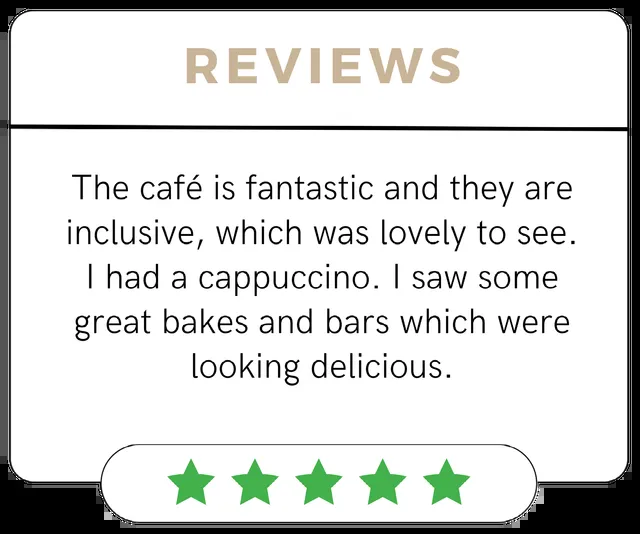 REVIEWS
The café is fantastic and they are
inclusive, which was lovely to see.
I had a cappuccino. I saw some
great bakes and bars which were
looking delicious.